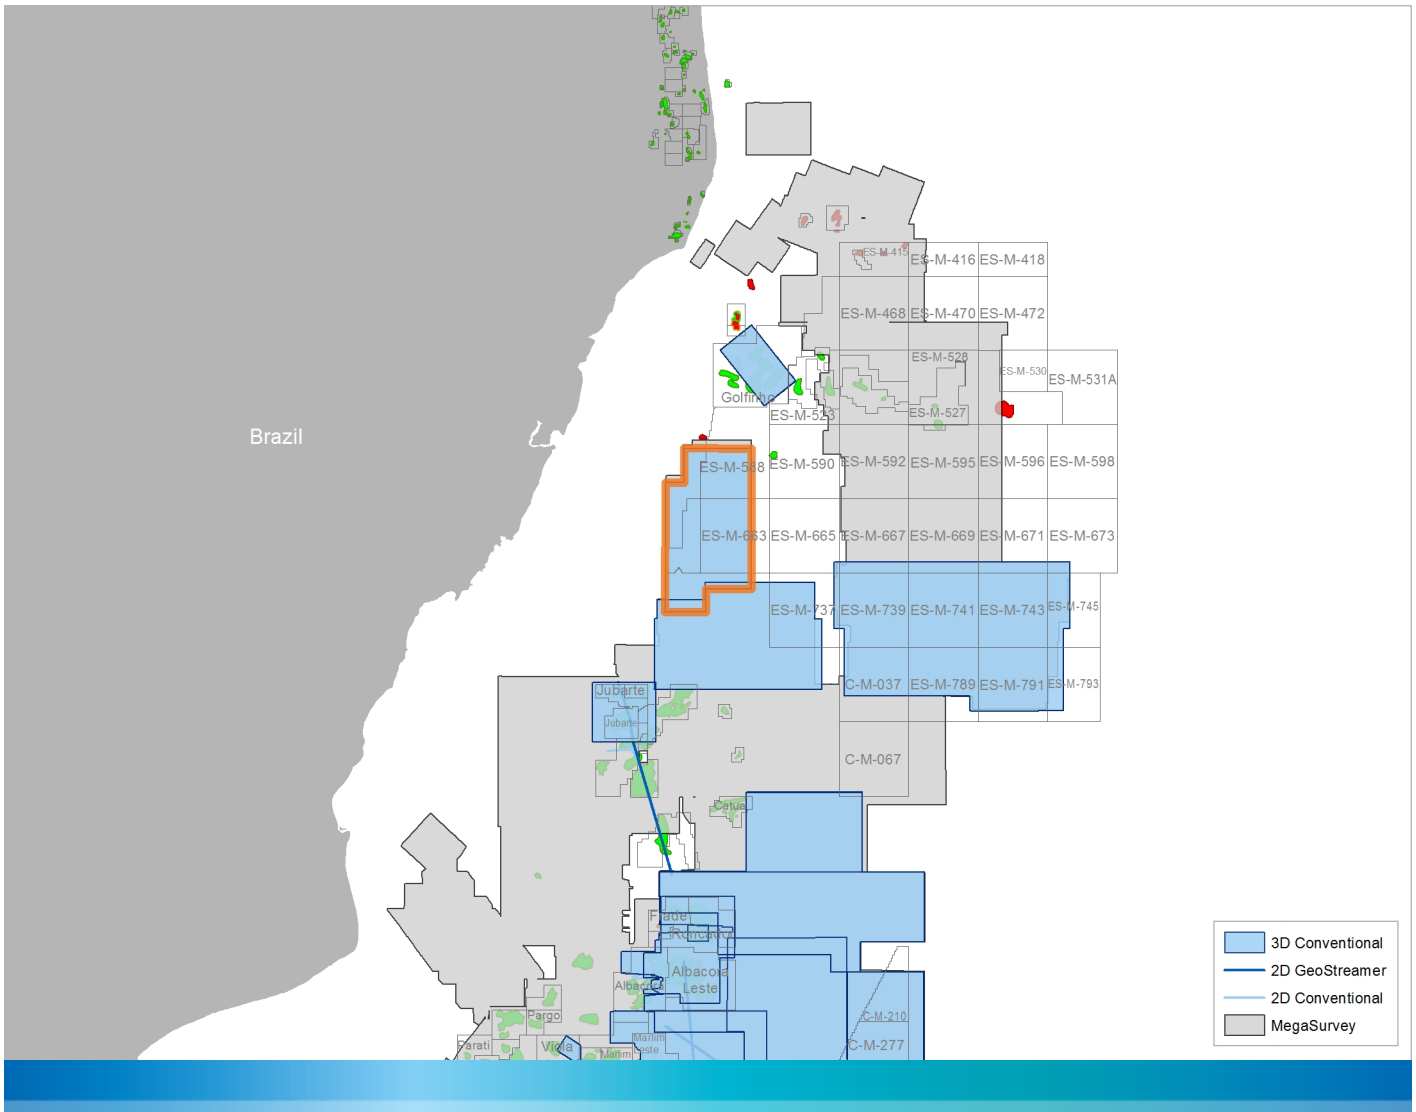 ES-M-415
ES-M-416
ES-M-418
ES-M-468
ES-M-470
ES-M-472
ES-M-528
ES-M-530
ES-M-531A
Golfinho
ES-M-523
ES-M-527
Brazil
ES-M-588
ES-M-590
ES-M-592
ES-M-595
ES-M-596
ES-M-598
ES-M-663
ES-M-665
ES-M-667
ES-M-669
ES-M-671
ES-M-673
ES-M-737
ES-M-739
ES-M-741
ES-M-743
ES-M-745
Jubarte
Jubarte
C-M-037
ES-M-789
ES-M-791
ES-M-793
C-M-067
Catua
Frade
Roncador
Albacora
Leste
Albacora
Pargo
C-M-210
Parati
Viola
Marlim
Marlim
Leste
C-M-277
3D Conventional
2D GeoStreamer
2D Conventional
MegaSurvey